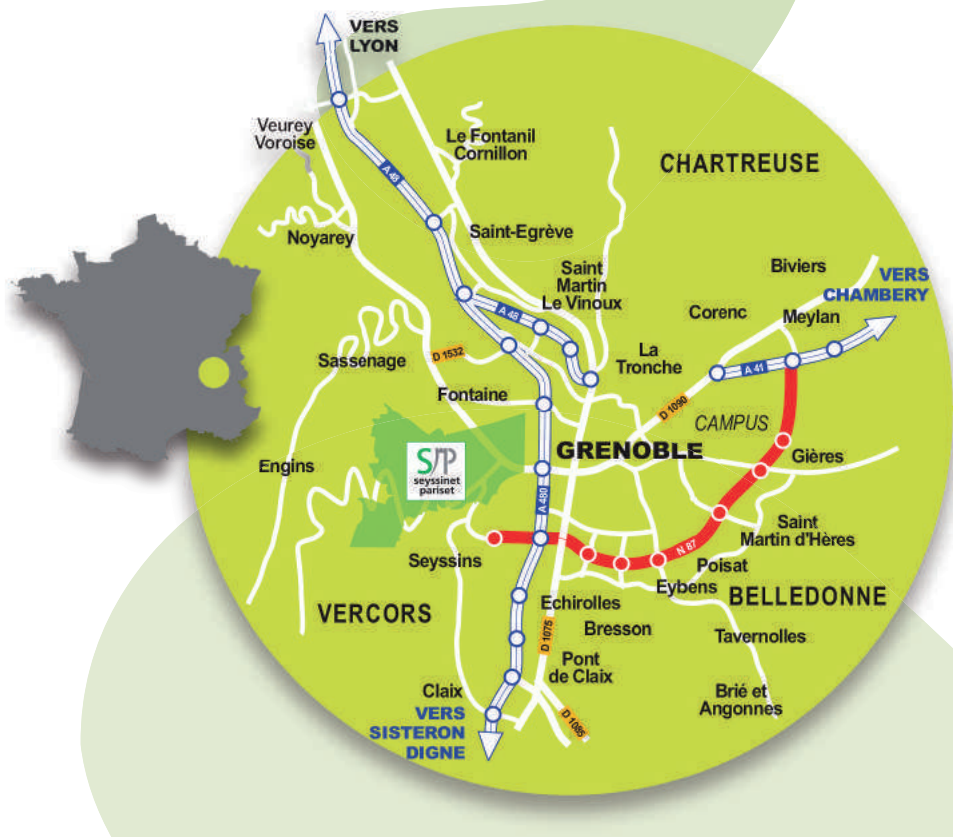 VERS
LYON
Veurey
Voroise
Le Fontanil
Cornillon
CHARTREUSE
A 48
Noyarey
Saint-Egrève
Saint
Martin
Le Vinoux
Biviers
VERS
CHAMBERY
Corenc
Meylan
A 48
Sassenage
D 1532
La
Tronche
A 41
Fontaine
D 1090
CAMPUS
GRENOBLE
Engins
SJP
seyssinet
pariset
Gières
A 480
Saint
Martin d'Hères
Seyssins
N 87
Poisat
Eybens
BELLEDONNE
VERCORS
Echirolles
Bresson
D 1075
Tavernolles
Pont
de Claix
Claix
Brié et
Angonnes
VERS
SISTERON
DIGNE
D 1085